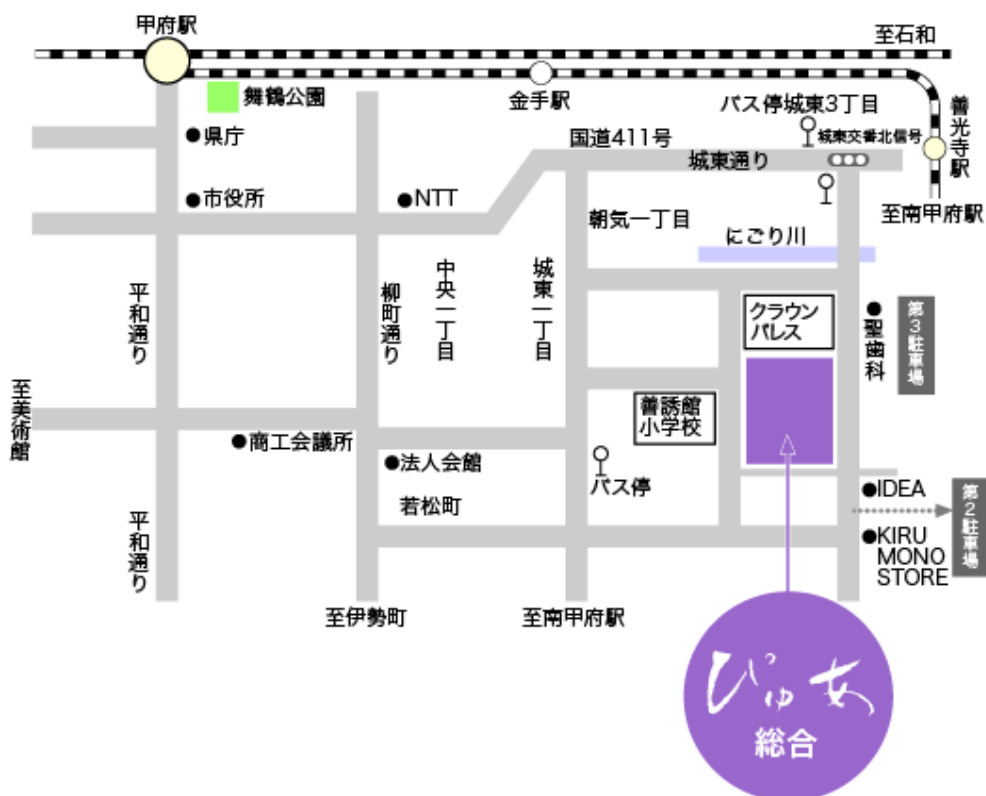 甲府駅
至石和
舞鶴公園
金手駅
バス停城東3丁目
善光寺駅
県庁
国道411号
城東交番北信号
城東通り
市役所
NTT
朝気一丁目
至南甲府駅
にごり川
平和通り
柳町通り
中央一丁目
城東一丁目
クラウン
パレス
聖歯科
第3駐車場
至美術館
善誘館
小学校
商工会議所
法人会館
バス停
IDEA
第2駐車場
若松町
平和通り
KIRU
MONO
STORE
至伊勢町
至南甲府駅
ぴゅあ
総合